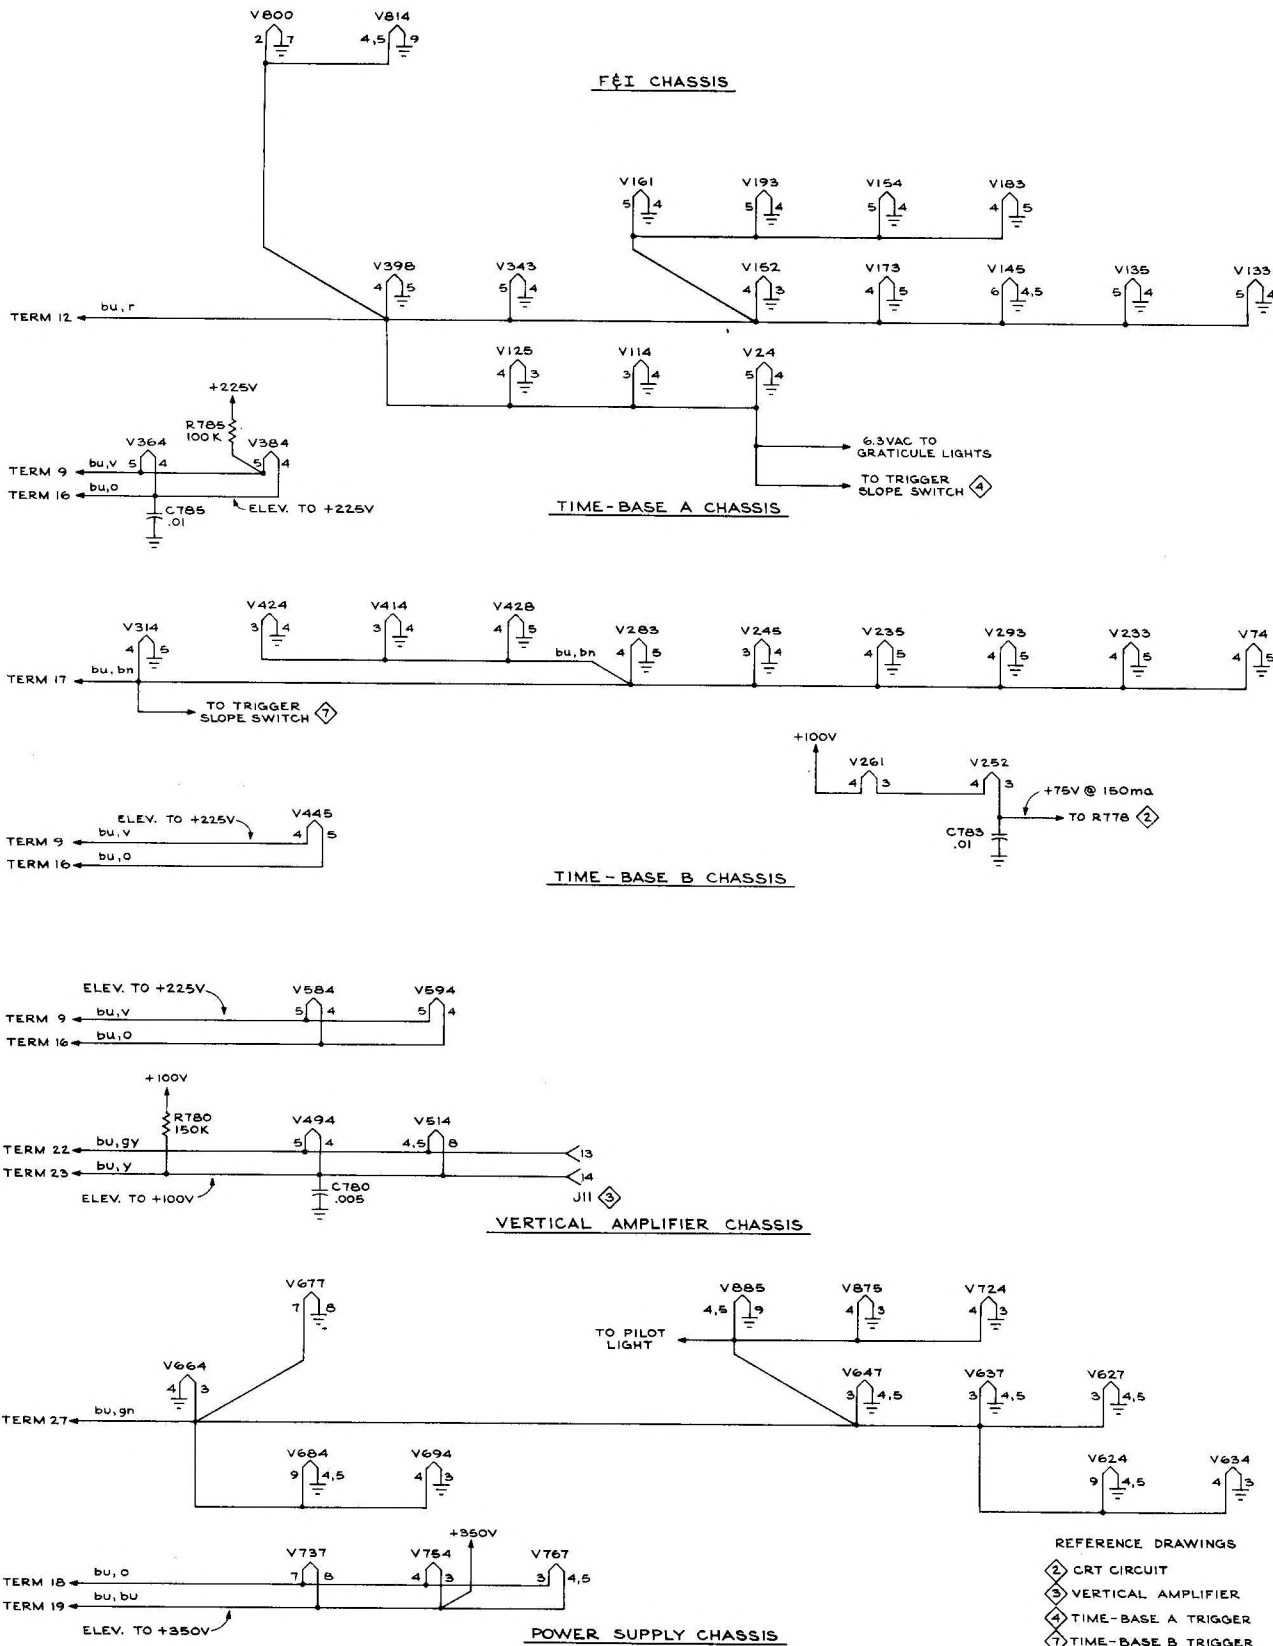 V800 V814
2 7 4,5 9
F&I CHASSIS
V161 V193 V154 V183
5 4 5 4 5 4 4 5
V398 V343 V152 V173 V145 V135 V133
4 5 5 4 4 3 4 5 6 4,5 5 4 5 4
TERM 12 bu, r
V125 V114 V24
4 3 3 4 5 4
+225V
R785
100K
V364 V384
TERM 9 bu,v 5 4 5 4
TERM 16 bu,o
ELEV. TO +225V
C785
.01
6.3VAC TO
GRATICULE LIGHTS
TO TRIGGER
SLOPE SWITCH 4
TIME-BASE A CHASSIS
V424 V414 V428
3 4 3 4 4 5
V314 V283 V245 V235 V293 V233 V74
4 5 4 5 3 4 4 5 4 5 4 5 4 5
bu, bn
TERM 17 bu, bn
TO TRIGGER
SLOPE SWITCH 7
+100V
V261 V252
4 3 4 3
+75V @ 150ma
TO R778 2
C783
.01
V445
ELEV. TO +225V 4 5
TERM 9 bu, v
TERM 16 bu, o
TIME-BASE B CHASSIS
ELEV. TO +225V V584 V594
5 4 5 4
TERM 9 bu,v
TERM 16 bu,o
+100V
R780
150K
V494 V514
5 4 4,5 8
TERM 22 bu,gy 13
TERM 23 bu,y 14
ELEV. TO +100V
C780
.005
J11 3
VERTICAL AMPLIFIER CHASSIS
V677 V885 V875 V724
7 8 4,5 9 4 3 4 3
TO PILOT
LIGHT
V664 V647 V637 V627
4 3 3 4,5 3 4,5 3 4,5
TERM 27 bu, gn
V684 V694 V624 V634
9 4,5 4 3 9 4,5 4 3
+350V
V737 V754 V767
7 8 4 3 3 4,5
TERM 18 bu, o
TERM 19 bu, bu
ELEV. TO +350V
POWER SUPPLY CHASSIS
REFERENCE DRAWINGS
2 CRT CIRCUIT
3 VERTICAL AMPLIFIER
4 TIME-BASE A TRIGGER
7 TIME-BASE B TRIGGER